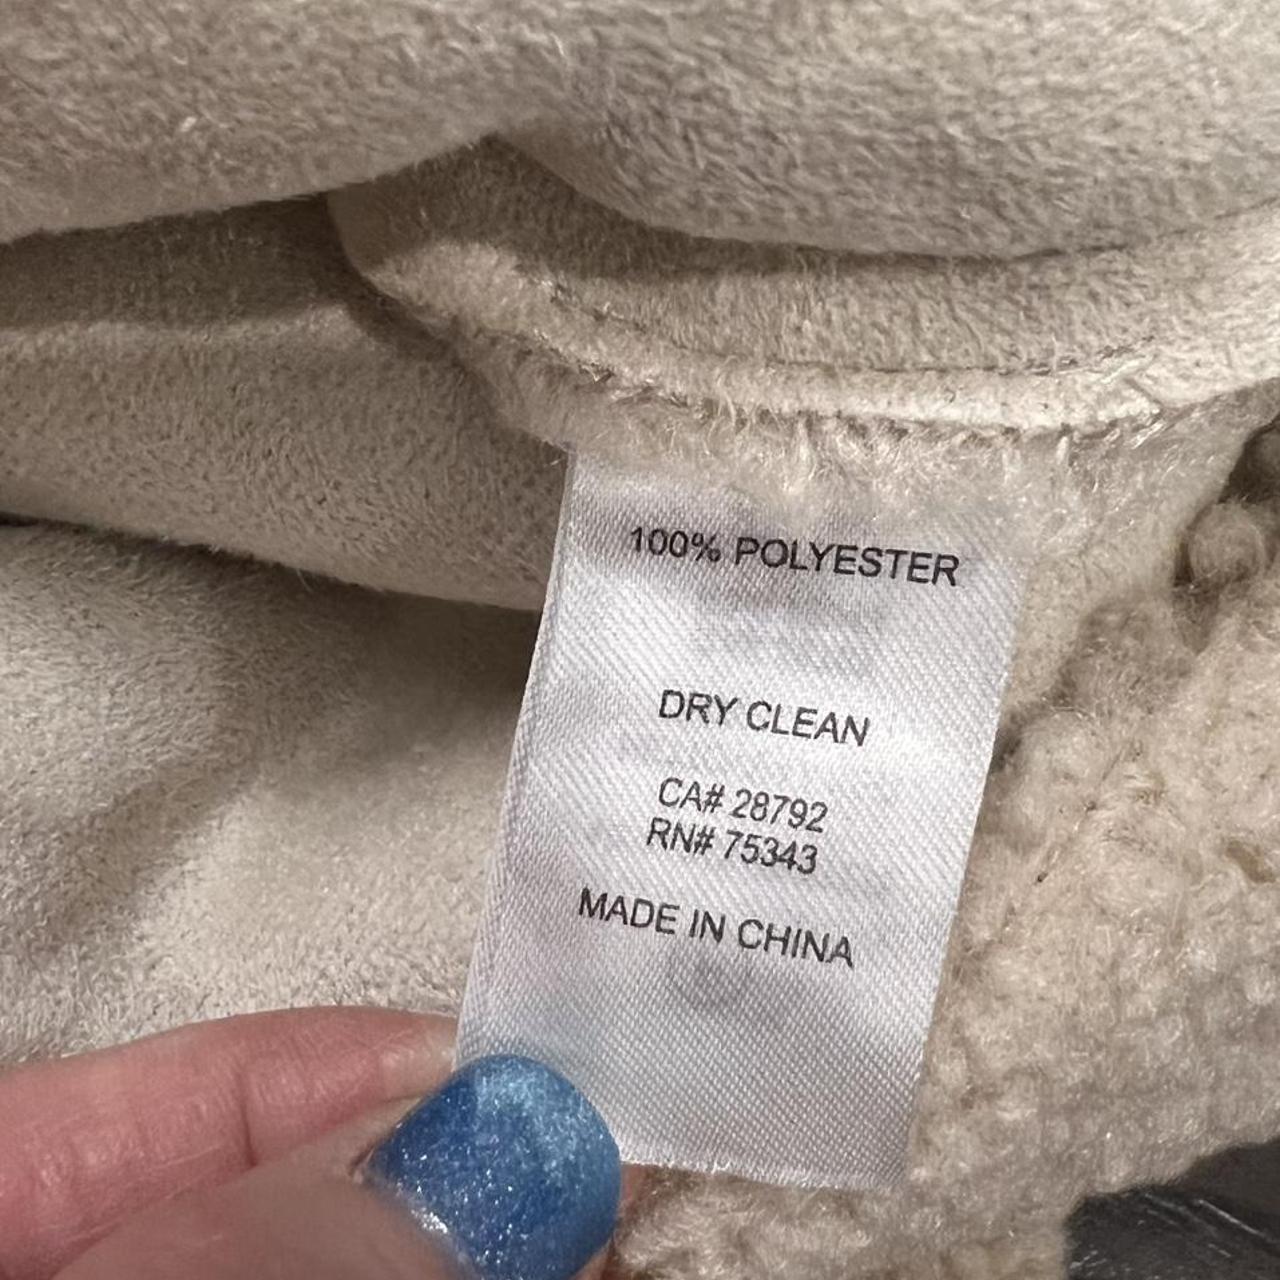 100% POLYESTER
DRY CLEAN
CA# 28792
RN# 75343
MADE IN CHINA